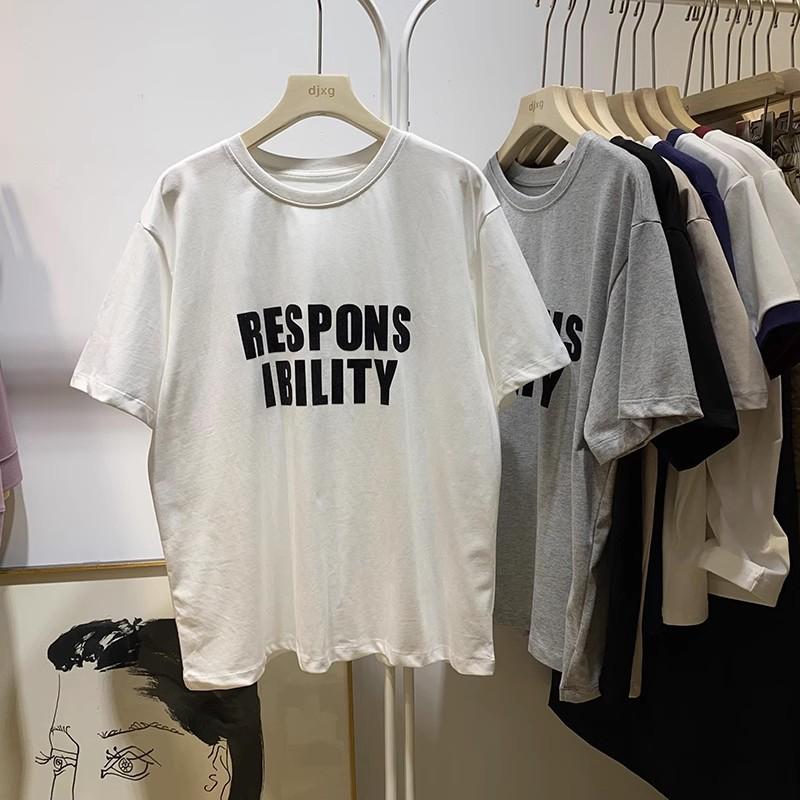 djxg
djxg
RESPONS
IBILITY